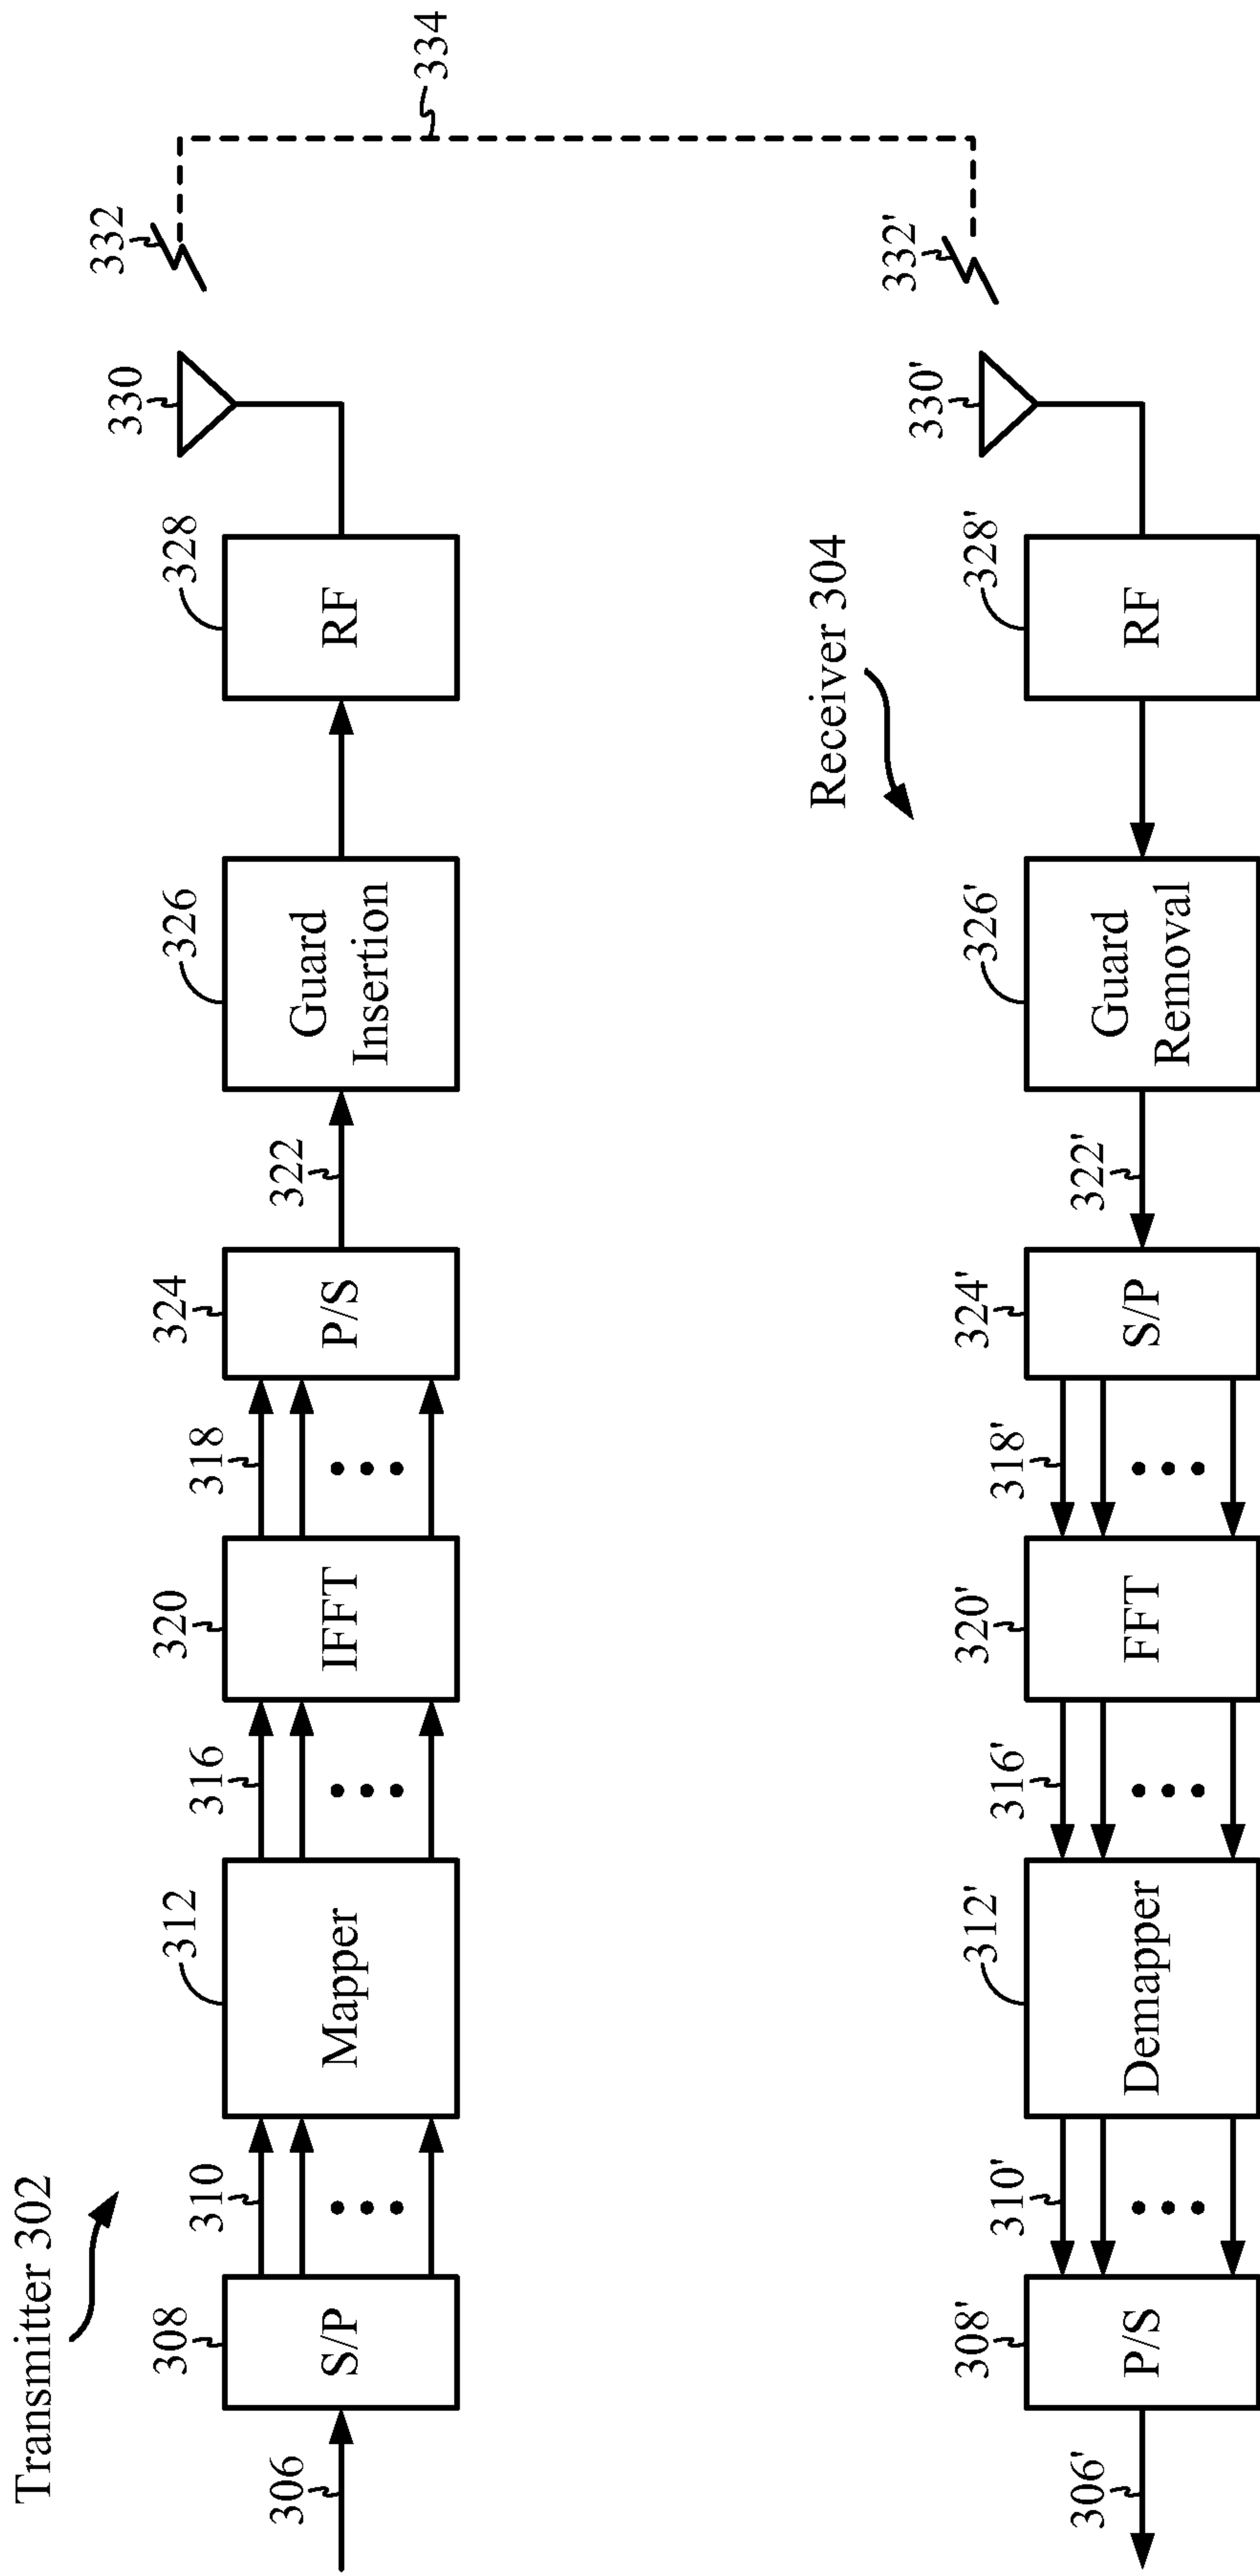 Transmitter 302
306
308
S/P
310
312
Mapper
316
320
IFFT
318
324
P/S
322
326
Guard
Insertion
328
RF
330
332
334
Receiver 304
306'
308'
P/S
310'
312'
Demapper
316'
320'
FFT
318'
324'
S/P
322'
326'
Guard
Removal
328'
RF
330'
332'